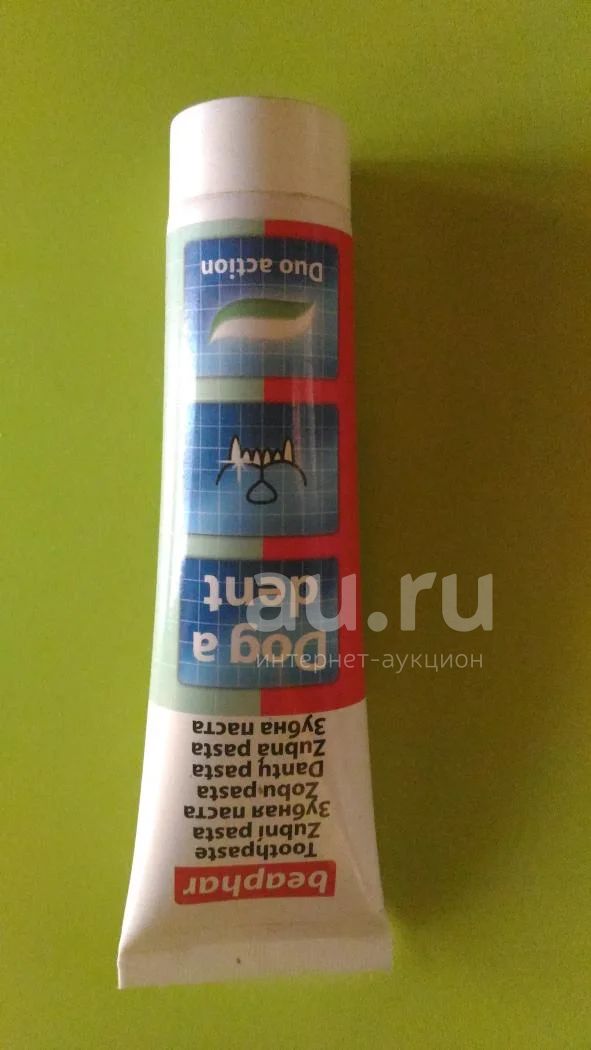 beaphar
Toothpaste
Zubní pasta
Зубная паста
Zobu pasta
Dantų pasta
Zubna pasta
Зубна паста
Dog a
dent
Duo action
au.ru
интернет-аукцион